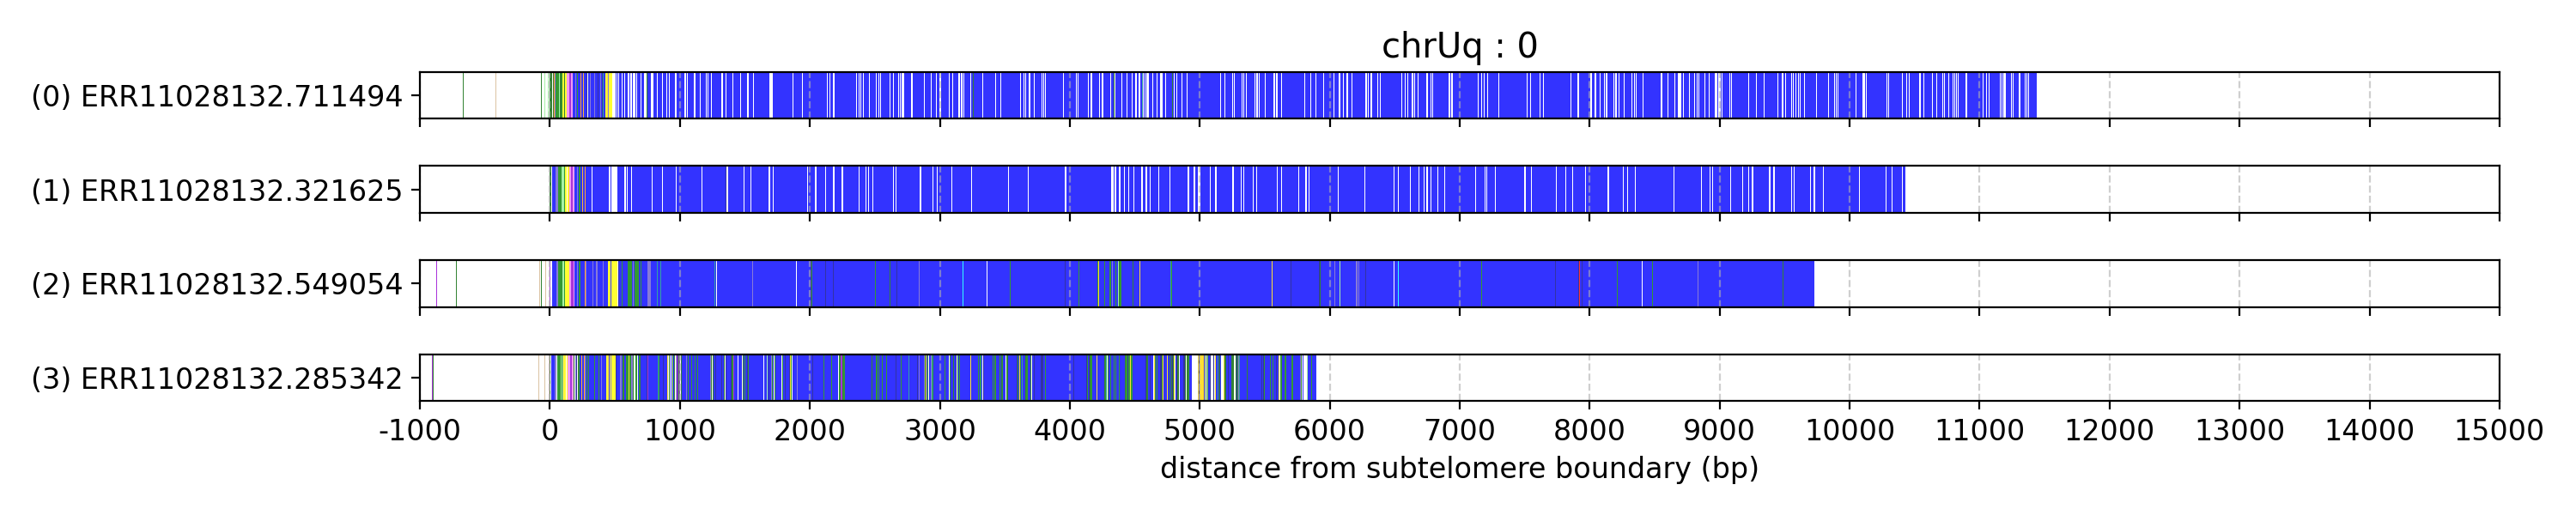 chrUq : 0
(0) ERR11028132.711494
(1) ERR11028132.321625
(2) ERR11028132.549054
(3) ERR11028132.285342
-1000 0 1000 2000 3000 4000 5000 6000 7000 8000 9000 10000 11000 12000 13000 14000 15000
distance from subtelomere boundary (bp)